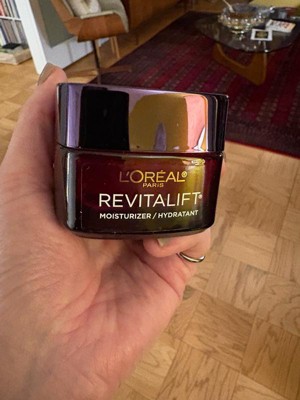 L'ORÉAL®
PARIS
REVITALIFT®
MOISTURIZER / HYDRATANT